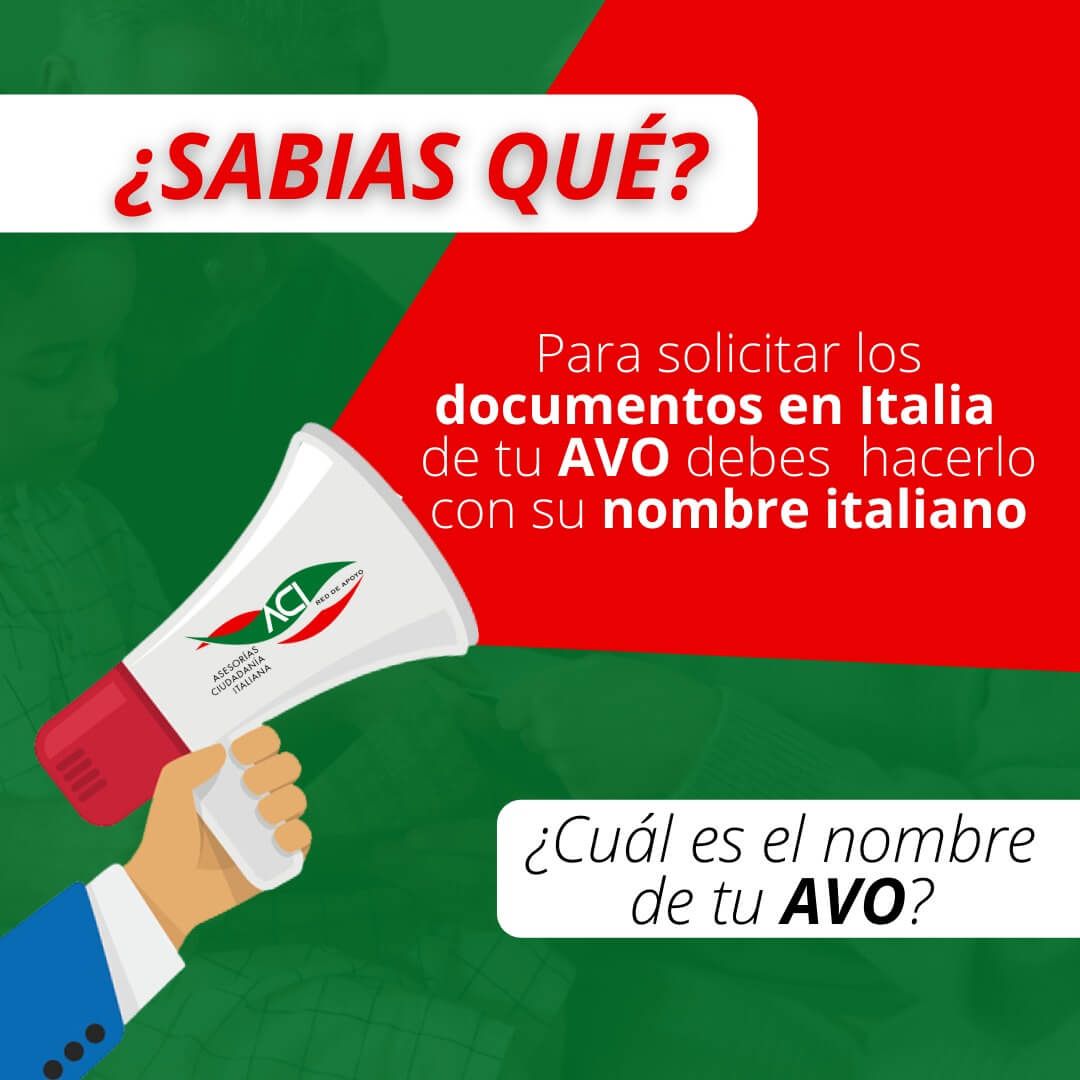 ¿SABIAS QUÉ?
Para solicitar los
documentos en Italia
de tu AVO debes hacerlo
con su nombre italiano
ACI
RED DE APOYO
ASESORÍAS
CIUDADANÍA
ITALIANA
¿Cuál es el nombre
de tu AVO?